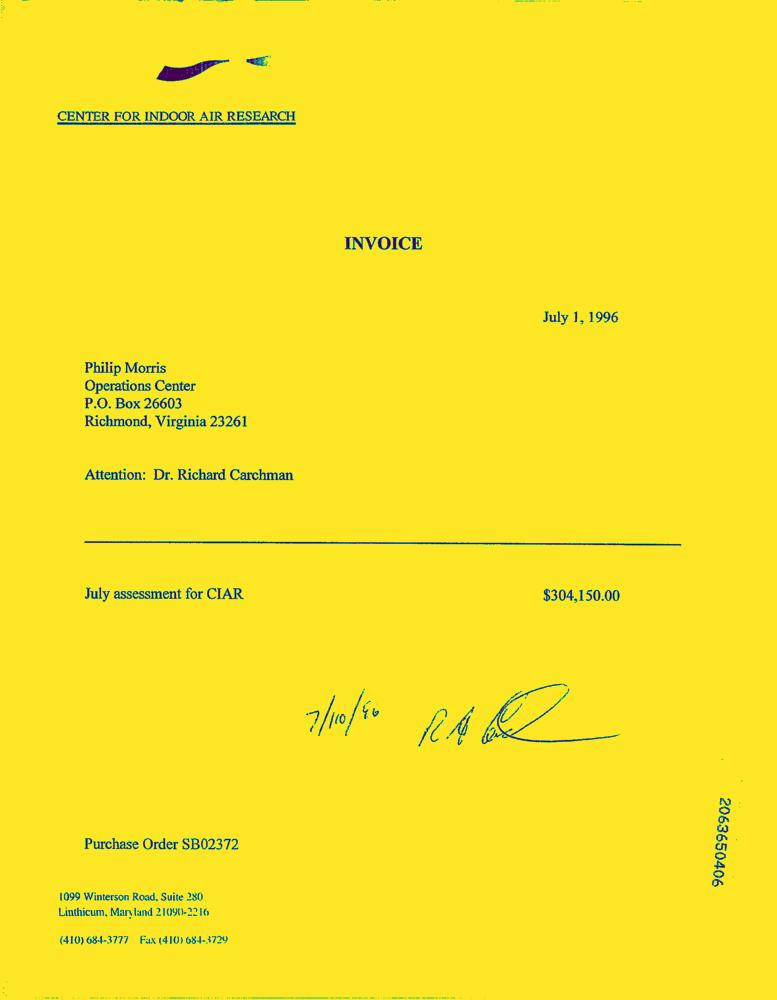 CENTER FOR INDOOR AIR RESEARCH
INVOICE
July 1, 1996
Philip Morris
Operations Center
P.O. Box 26603
Richmond, Virginia 23261
Attention: Dr. Richard Carchman
July assessment for CIAR
$304,150.00
7/10/96
Purchase Order SB02372
1099 Winterson Road, Suite 280
Linthicum, Maryland 21090-2216
(410) 684-3777 Fax (410) 684-3729
2063650406